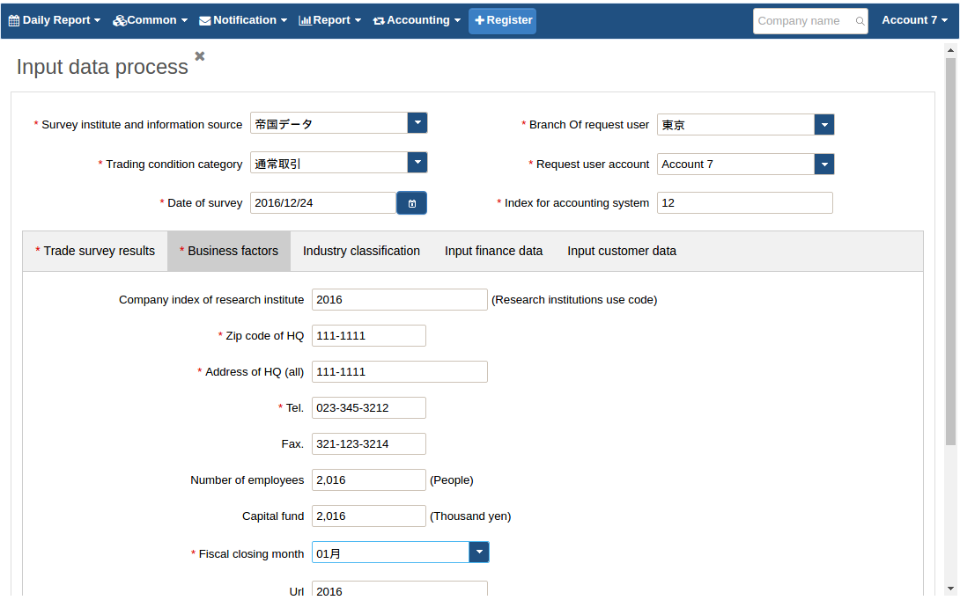 Daily Report Common Notification Report Accounting Register Company name Account 7
Input data process
* Survey institute and information source 帝国データ * Branch Of request user 東京
* Trading condition category 通常取引 * Request user account Account 7
* Date of survey 2016/12/24 * Index for accounting system 12
* Trade survey results * Business factors Industry classification Input finance data Input customer data
Company index of research institute 2016 (Research institutions use code)
* Zip code of HQ 111-1111
* Address of HQ (all) 111-1111
* Tel. 023-345-3212
Fax. 321-123-3214
Number of employees 2,016 (People)
Capital fund 2,016 (Thousand yen)
* Fiscal closing month 01月
Url 2016